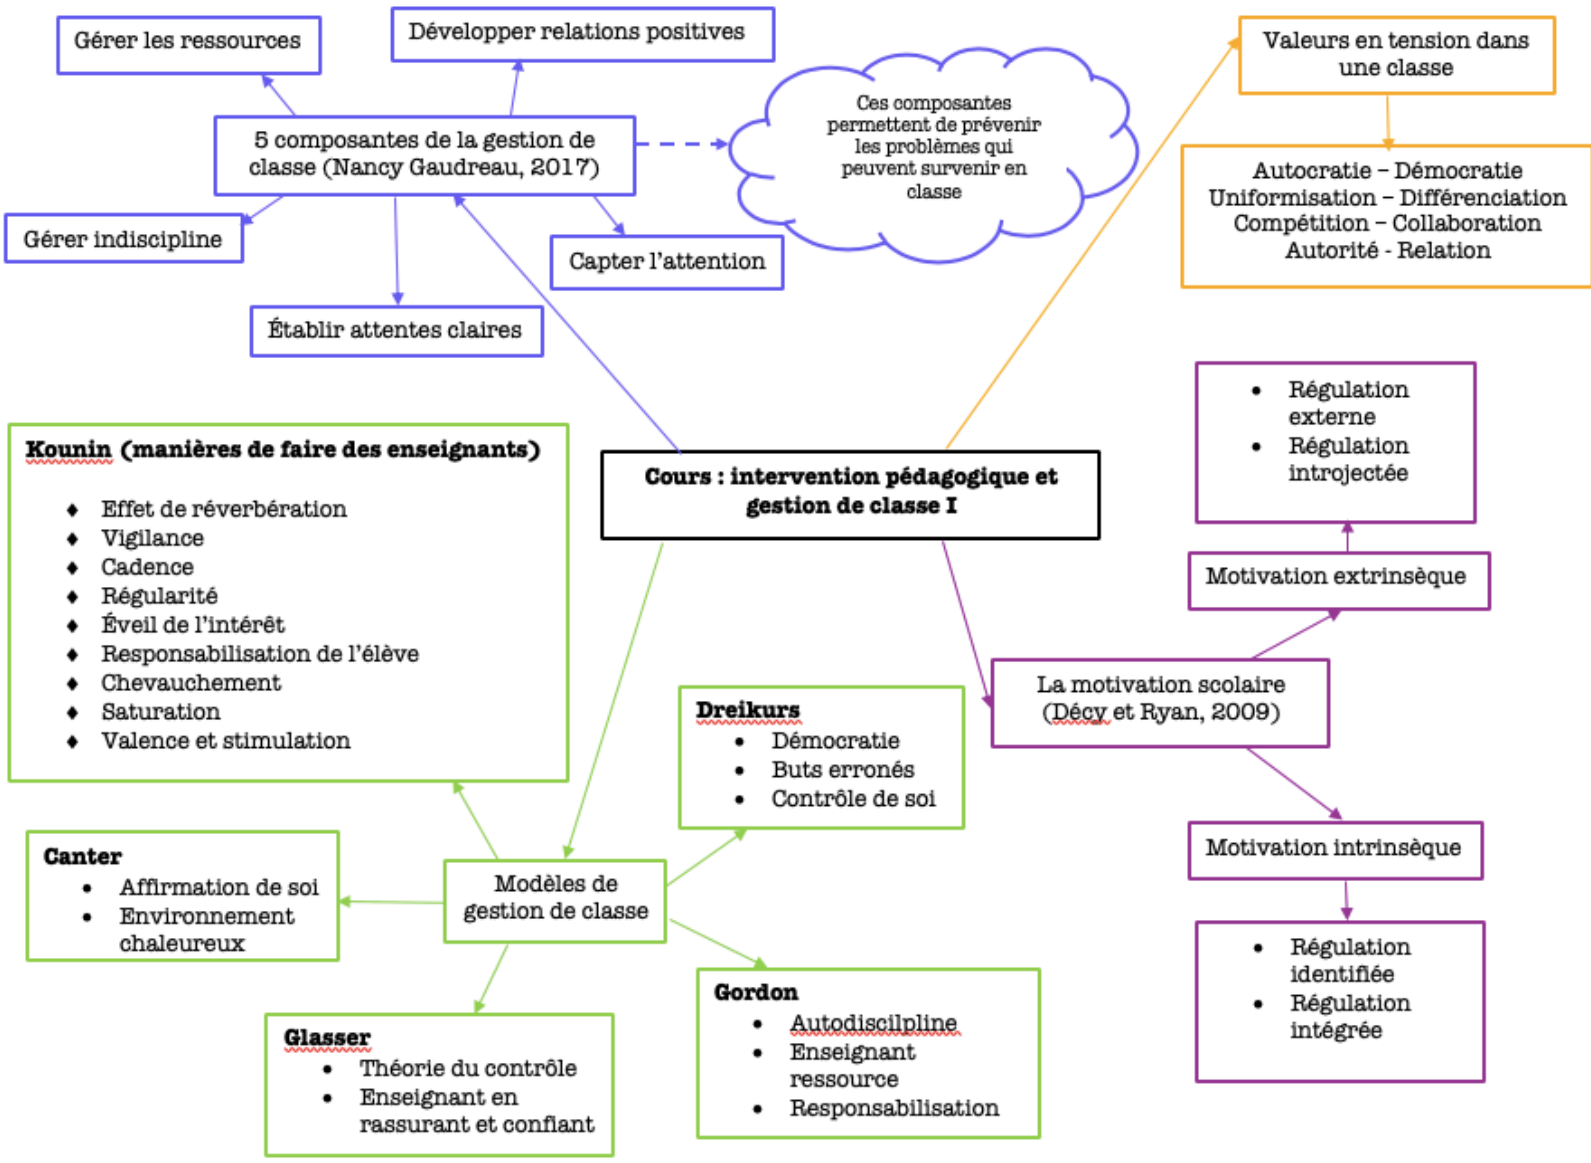 Gérer les ressources
Développer relations positives
5 composantes de la gestion de
classe (Nancy Gaudreau, 2017)
Ces composantes
permettent de prévenir
les problèmes qui
peuvent survenir en
classe
Gérer indiscipline
Capter l'attention
Établir attentes claires
Valeurs en tension dans
une classe
Autocratie – Démocratie
Uniformisation – Différenciation
Compétition – Collaboration
Autorité - Relation
Cours : intervention pédagogique et
gestion de classe I
Kounin (manières de faire des enseignants)
♦ Effet de réverbération
♦ Vigilance
♦ Cadence
♦ Régularité
♦ Éveil de l'intérêt
♦ Responsabilisation de l'élève
♦ Chevauchement
♦ Saturation
♦ Valence et stimulation
• Régulation
externe
• Régulation
introjectée
Motivation extrinsèque
La motivation scolaire
(Décy et Ryan, 2009)
Motivation intrinsèque
• Régulation
identifiée
• Régulation
intégrée
Dreikurs
• Démocratie
• Buts erronés
• Contrôle de soi
Canter
• Affirmation de soi
• Environnement
chaleureux
Modèles de
gestion de classe
Gordon
• Autodiscilpline
• Enseignant
ressource
• Responsabilisation
Glasser
• Théorie du contrôle
• Enseignant en
rassurant et confiant